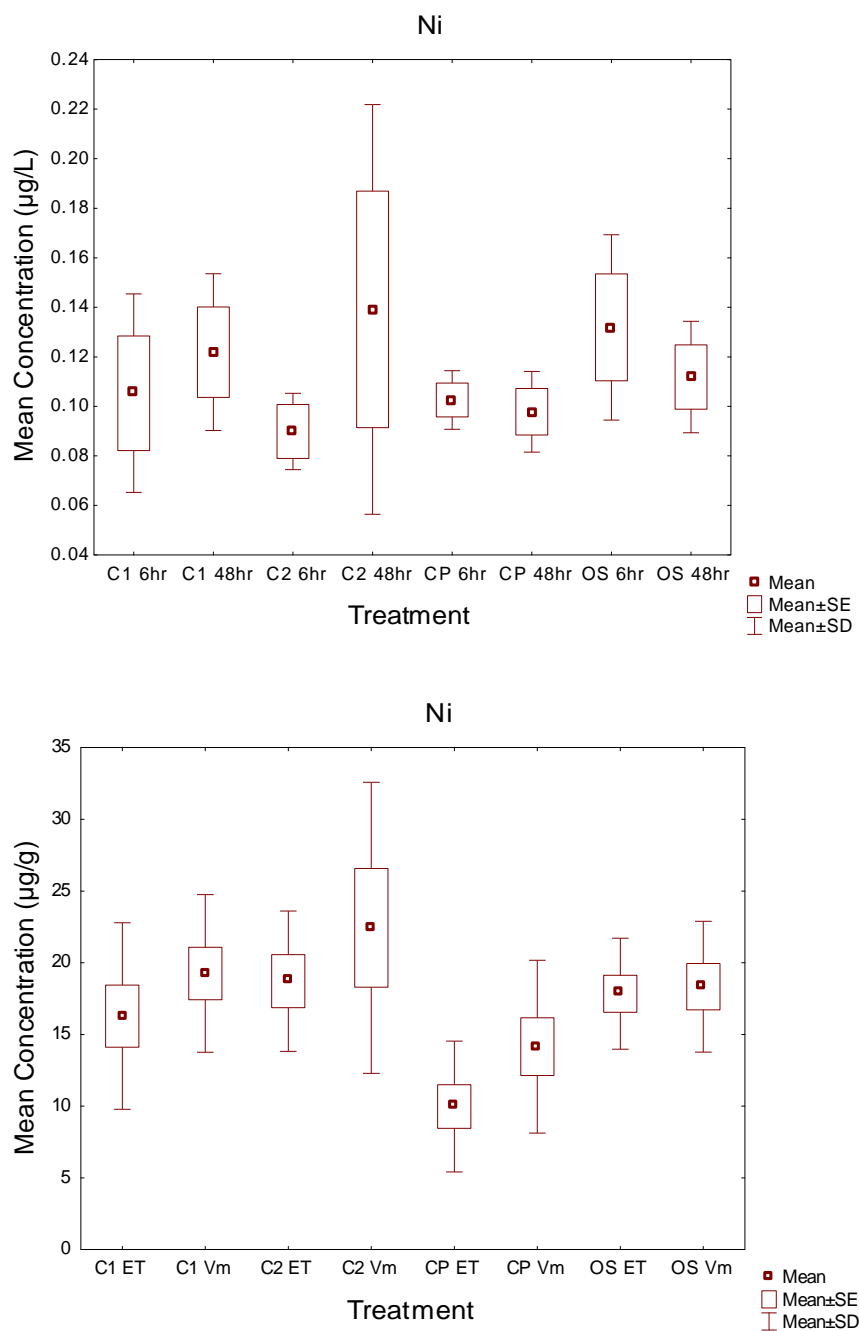 Ni
Mean Concentration (µg/L)
0.24
0.22
0.20
0.18
0.16
0.14
0.12
0.10
0.08
0.06
0.04
C1 6hr C1 48hr C2 6hr C2 48hr CP 6hr CP 48hr OS 6hr OS 48hr
Treatment
Mean
Mean±SE
Mean±SD
Ni
Mean Concentration (µg/g)
35
30
25
20
15
10
5
0
C1 ET C1 Vm C2 ET C2 Vm CP ET CP Vm OS ET OS Vm
Treatment
Mean
Mean±SE
Mean±SD